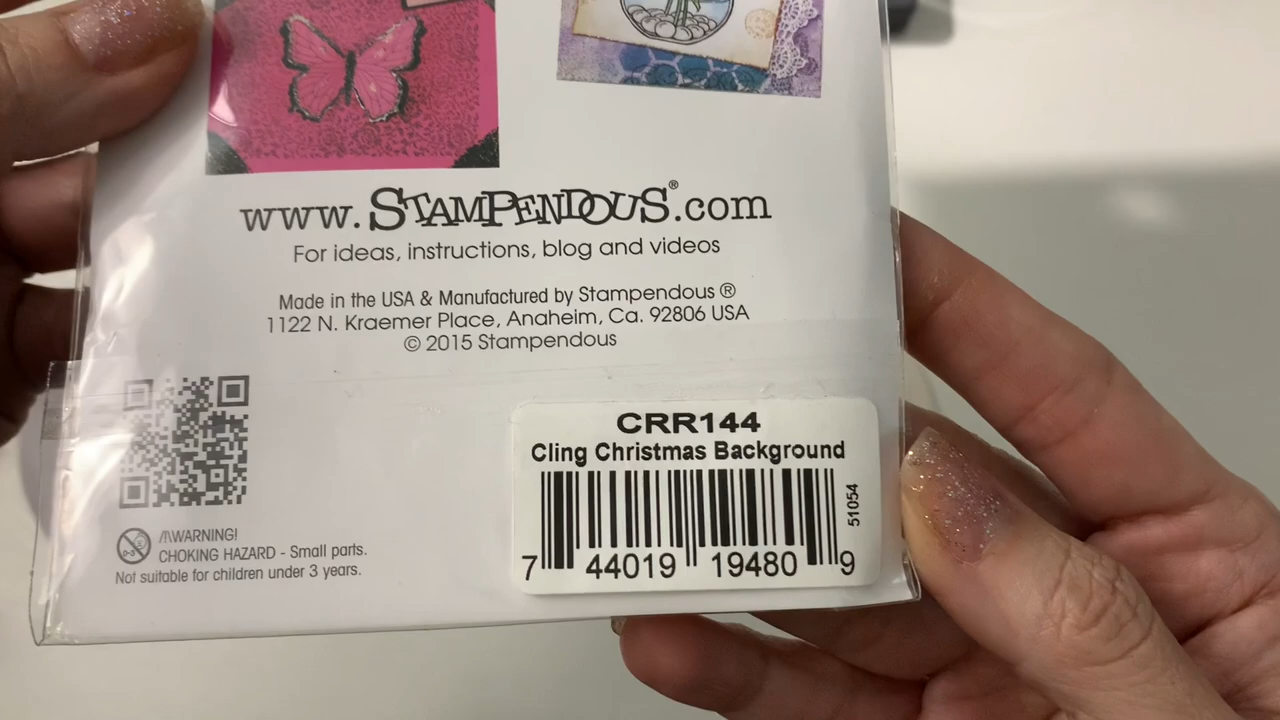 www.STAMPENDOUS®.com
For ideas, instructions, blog and videos
Made in the USA & Manufactured by Stampendous ®
1122 N. Kraemer Place, Anaheim, Ca. 92806 USA
© 2015 Stampendous
CRR144
Cling Christmas Background
51054
7 44019 19480 9
0-3
⚠WARNING!
CHOKING HAZARD - Small parts.
Not suitable for children under 3 years.